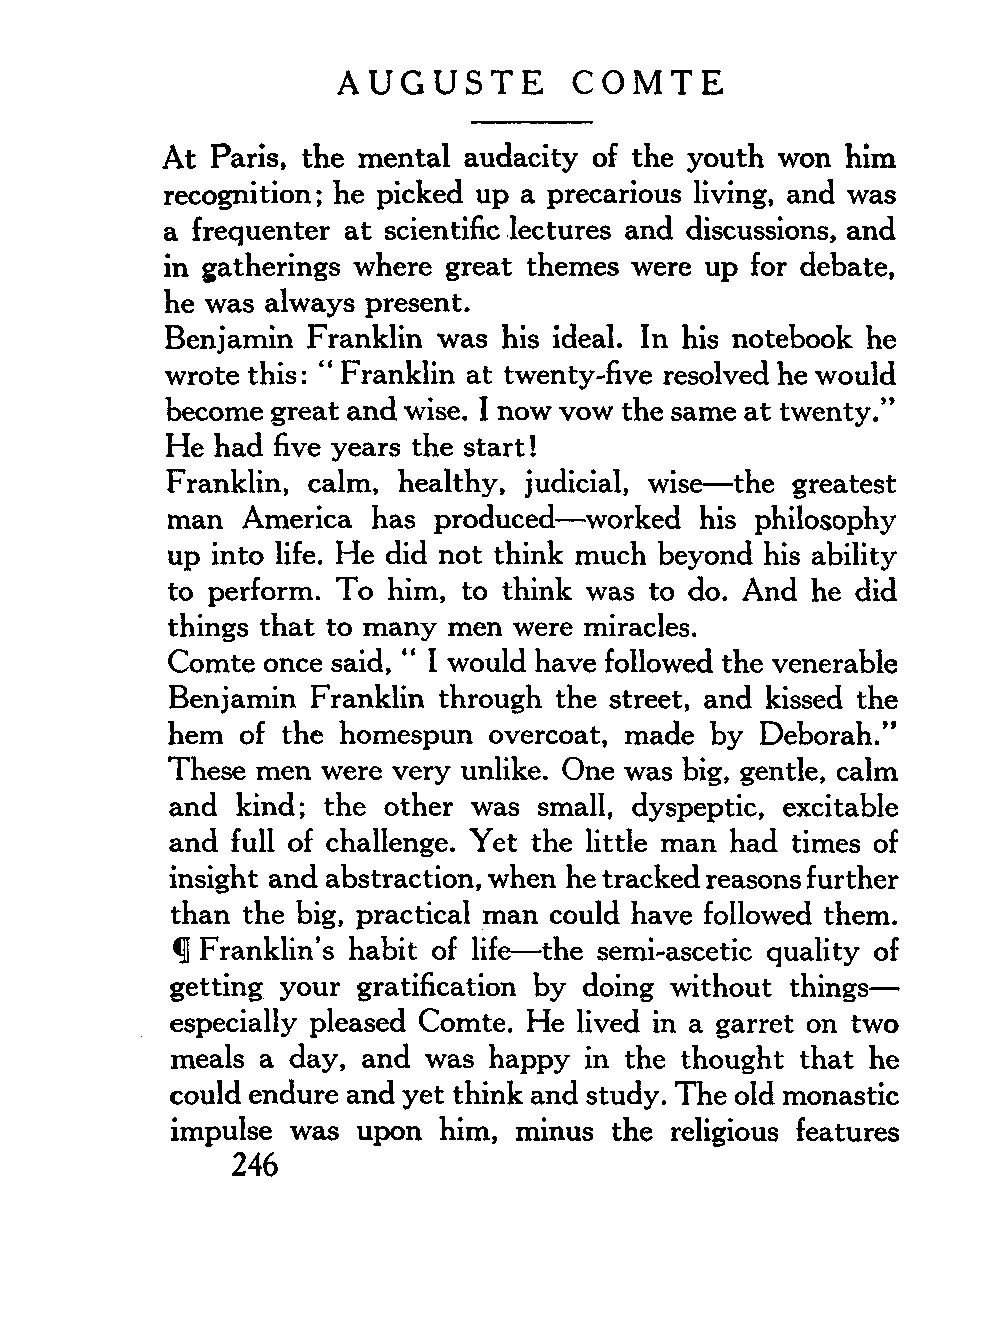 AUGUSTE COMTE
At Paris, the mental audacity of the youth won him
recognition; he picked up a precarious living, and was
a frequenter at scientific lectures and discussions, and
in gatherings where great themes were up for debate,
he was always present.
Benjamin Franklin was his ideal. In his notebook he
wrote this: “ Franklin at twenty-five resolved he would
become great and wise. I now vow the same at twenty.”
He had five years the start!
Franklin, calm, healthy, judicial, wise—the greatest
man America has produced—worked his philosophy
up into life. He did not think much beyond his ability
to perform. To him, to think was to do. And he did
things that to many men were miracles.
Comte once said, “ I would have followed the venerable
Benjamin Franklin through the street, and kissed the
hem of the homespun overcoat, made by Deborah.”
These men were very unlike. One was big, gentle, calm
and kind; the other was small, dyspeptic, excitable
and full of challenge. Yet the little man had times of
insight and abstraction, when he tracked reasons further
than the big, practical man could have followed them.
¶ Franklin's habit of life—the semi-ascetic quality of
getting your gratification by doing without things—
especially pleased Comte. He lived in a garret on two
meals a day, and was happy in the thought that he
could endure and yet think and study. The old monastic
impulse was upon him, minus the religious features
246